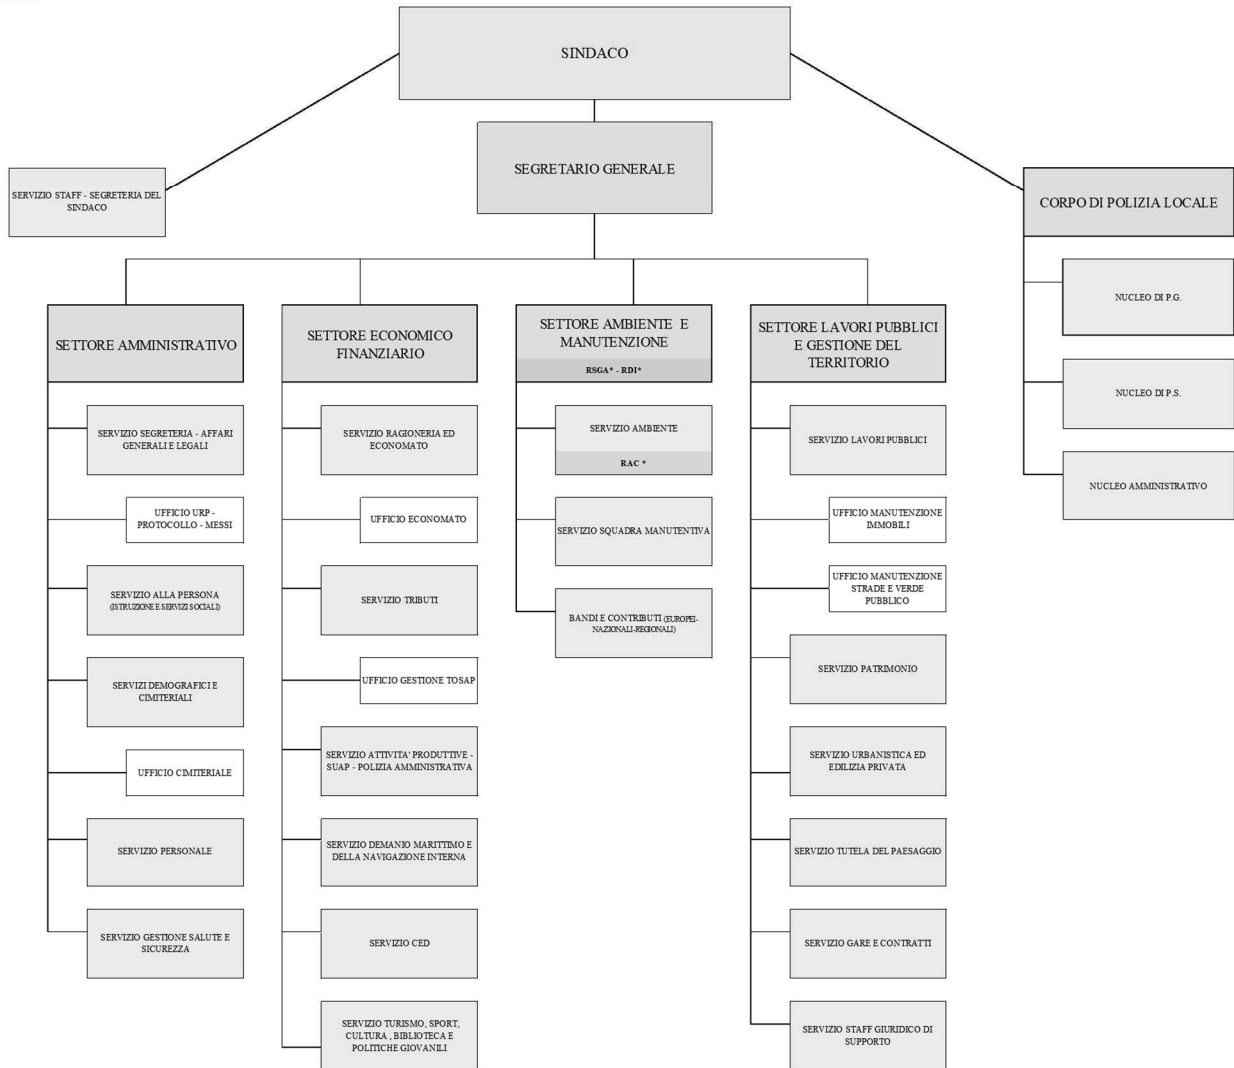 SINDACO
SEGRETARIO GENERALE
SERVIZIO STAFF - SEGRETERIA DEL
SINDACO
CORPO DI POLIZIA LOCALE
NUCLEO DI P.G.
NUCLEO DI P.S.
NUCLEO AMMINISTRATIVO
SETTORE AMMINISTRATIVO
SERVIZIO SEGRETERIA - AFFARI
GENERALI E LEGALI
UFFICIO URP -
PROTOCOLLO - MESSI
SERVIZIO ALLA PERSONA
(ISTRUZIONE E SERVIZI SOCIALI)
SERVIZI DEMOGRAFICI E
CIMITERIALI
UFFICIO CIMITERIALE
SERVIZIO PERSONALE
SERVIZIO GESTIONE SALUTE E
SICUREZZA
SETTORE ECONOMICO
FINANZIARIO
SERVIZIO RAGIONERIA ED
ECONOMATO
UFFICIO ECONOMATO
SERVIZIO TRIBUTI
UFFICIO GESTIONE TOSAP
SERVIZIO ATTIVITA' PRODUTTIVE -
SUAP - POLIZIA AMMINISTRATIVA
SERVIZIO DEMANIO MARITTIMO E
DELLA NAVIGAZIONE INTERNA
SERVIZIO CED
SERVIZIO TURISMO, SPORT,
CULTURA , BIBLIOTECA E
POLITICHE GIOVANILI
SETTORE AMBIENTE E
MANUTENZIONE
RSGA* - RDI*
SERVIZIO AMBIENTE
RAC *
SERVIZIO SQUADRA MANUTENTIVA
BANDI E CONTRIBUTI (EUROPEI-
NAZIONALI-REGIONALI)
SETTORE LAVORI PUBBLICI
E GESTIONE DEL
TERRITORIO
SERVIZIO LAVORI PUBBLICI
UFFICIO MANUTENZIONE
IMMOBILI
UFFICIO MANUTENZIONE
STRADE E VERDE
PUBBLICO
SERVIZIO PATRIMONIO
SERVIZIO URBANISTICA ED
EDILIZIA PRIVATA
SERVIZIO TUTELA DEL PAESAGGIO
SERVIZIO GARE E CONTRATTI
SERVIZIO STAFF GIURIDICO DI
SUPPORTO